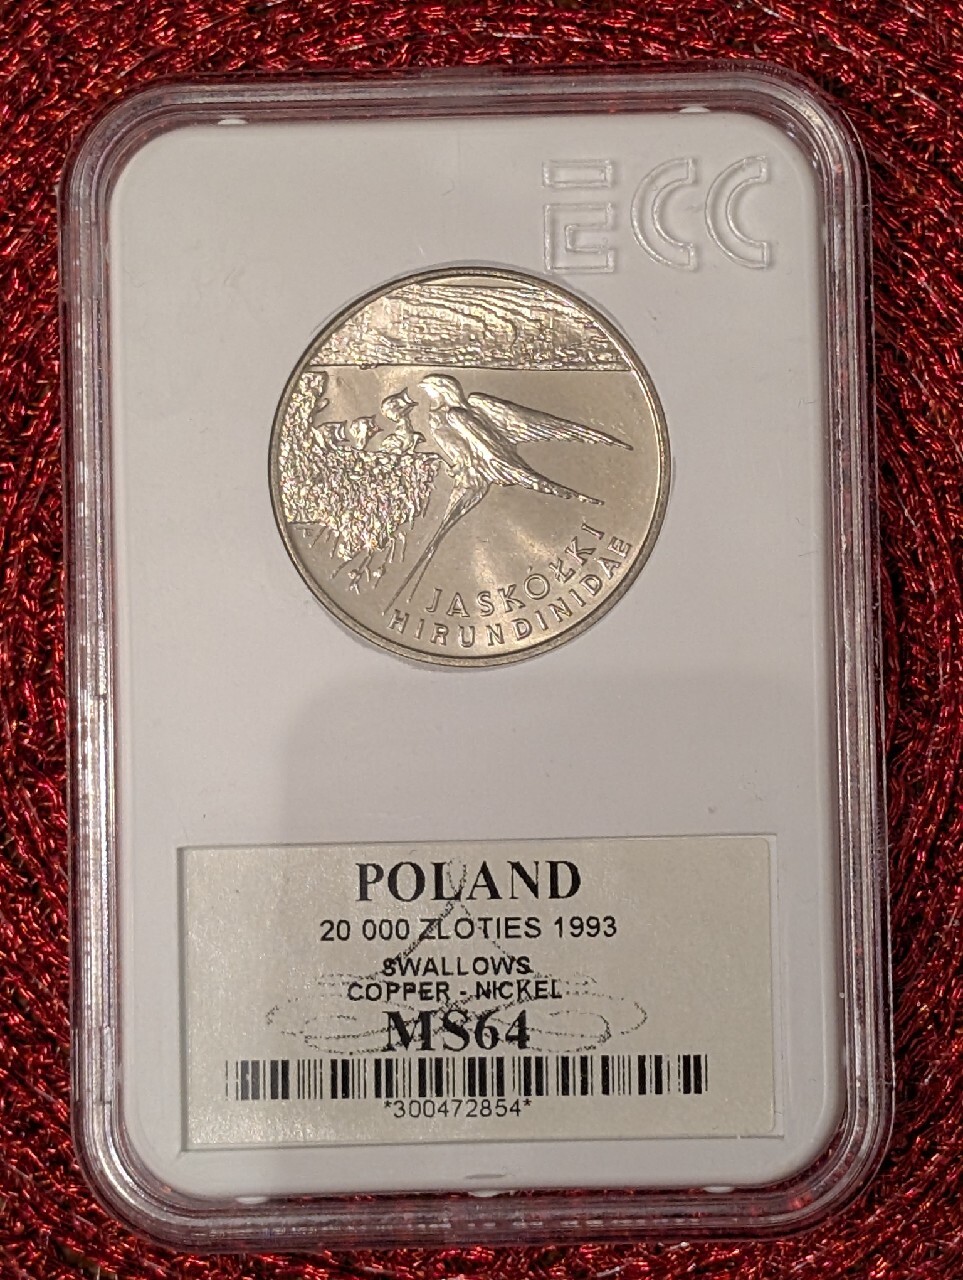 ECC
JASKÓŁKI
HIRUNDINIDAE
POLAND
20 000 ZLOTIES 1993
SWALLOWS
COPPER - NICKEL
MS64
*300472854*